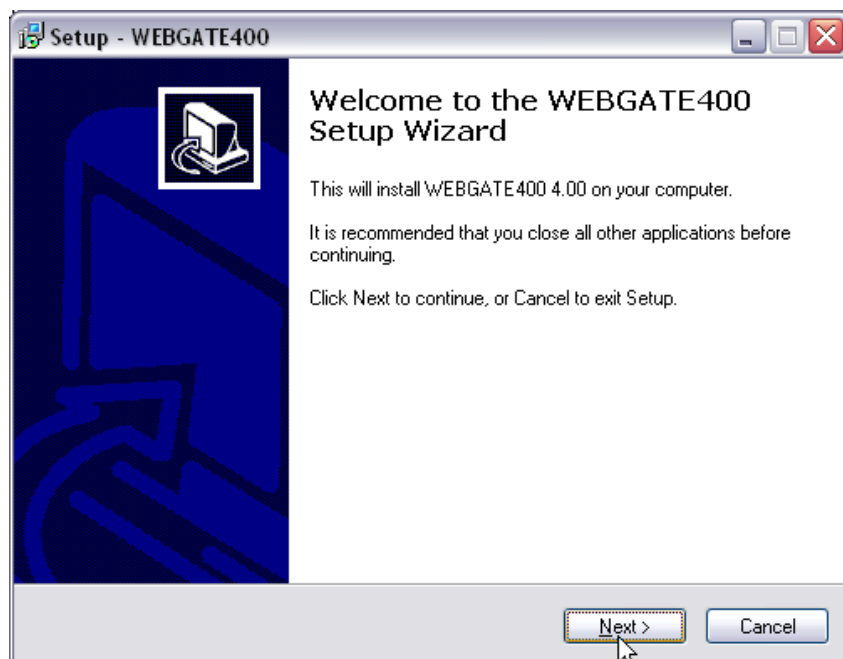 Setup - WEBGATE400
Welcome to the WEBGATE400
Setup Wizard
This will install WEBGATE400 4.00 on your computer.
It is recommended that you close all other applications before
continuing.
Click Next to continue, or Cancel to exit Setup.
Next >
Cancel